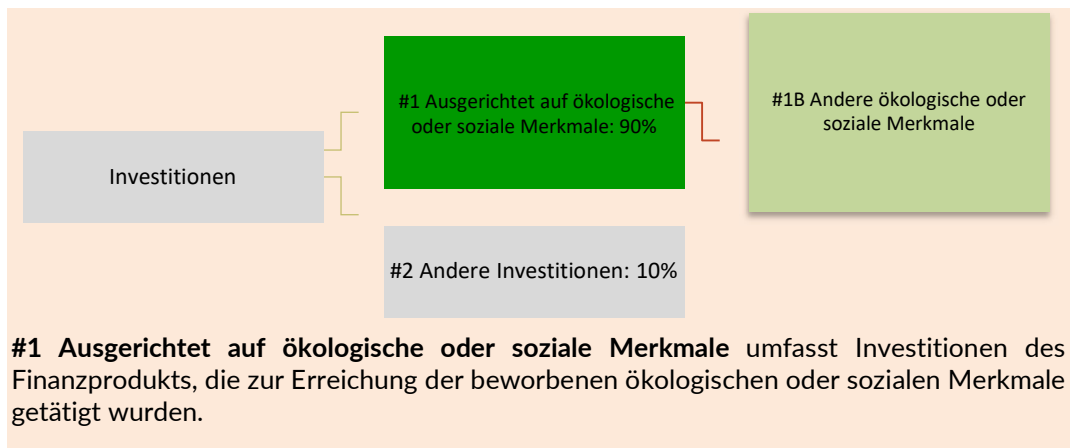 Investitionen
#1 Ausgerichtet auf ökologische
oder soziale Merkmale: 90%
#1B Andere ökologische oder
soziale Merkmale
#2 Andere Investitionen: 10%
#1 Ausgerichtet auf ökologische oder soziale Merkmale umfasst Investitionen des
Finanzprodukts, die zur Erreichung der beworbenen ökologischen oder sozialen Merkmale
getätigt wurden.